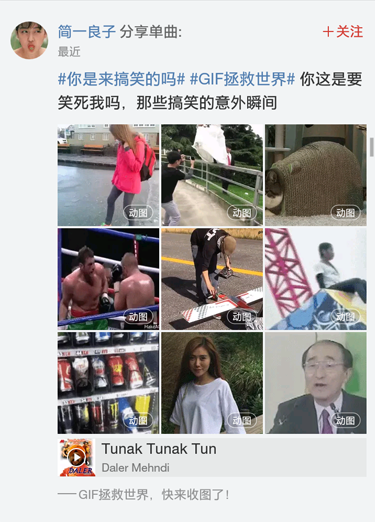 简一良子 分享单曲:
＋关注
最近
#你是来搞笑的吗# #GIF拯救世界# 你这是要
笑死我吗，那些搞笑的意外瞬间
动图
动图
动图
动图
动图
动图
动图
动图
动图
DALER
Tunak Tunak Tun
Daler Mehndi
── GIF拯救世界，快来收图了!